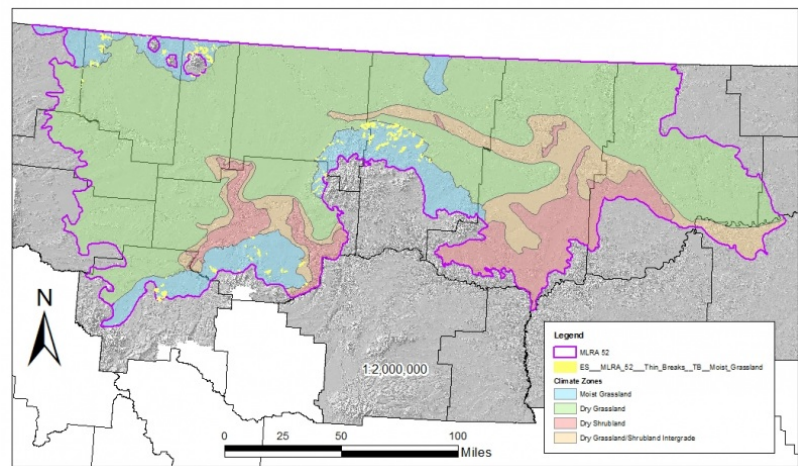 N
1:2,000,000
0 25 50 100
Miles
Legend
MLRA 52
ES___MLRA_52___Thin_Breaks__TB__Moist_Grassland
Climate Zones
Moist Grassland
Dry Grassland
Dry Shrubland
Dry Grassland/Shrubland Intergrade